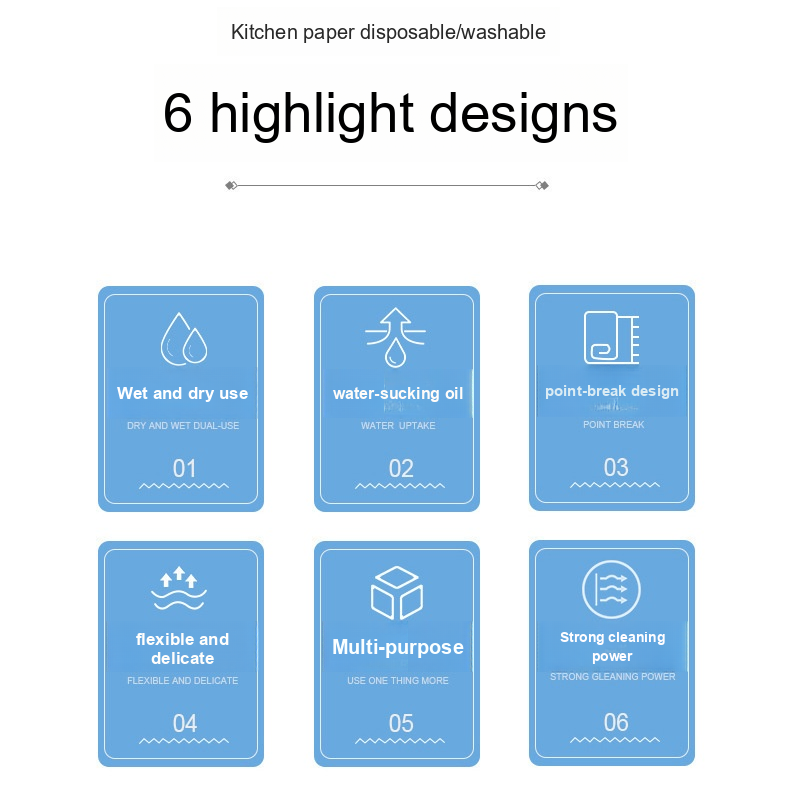 Kitchen paper disposable/washable
6 highlight designs
Wet and dry use
DRY AND WET DUAL-USE
01
water-sucking oil
WATER UPTAKE
02
point-break design
POINT BREAK
03
flexible and
delicate
FLEXIBLE AND DELICATE
04
Multi-purpose
USE ONE THING MORE
05
Strong cleaning
power
STRONG GLEANING POWER
06